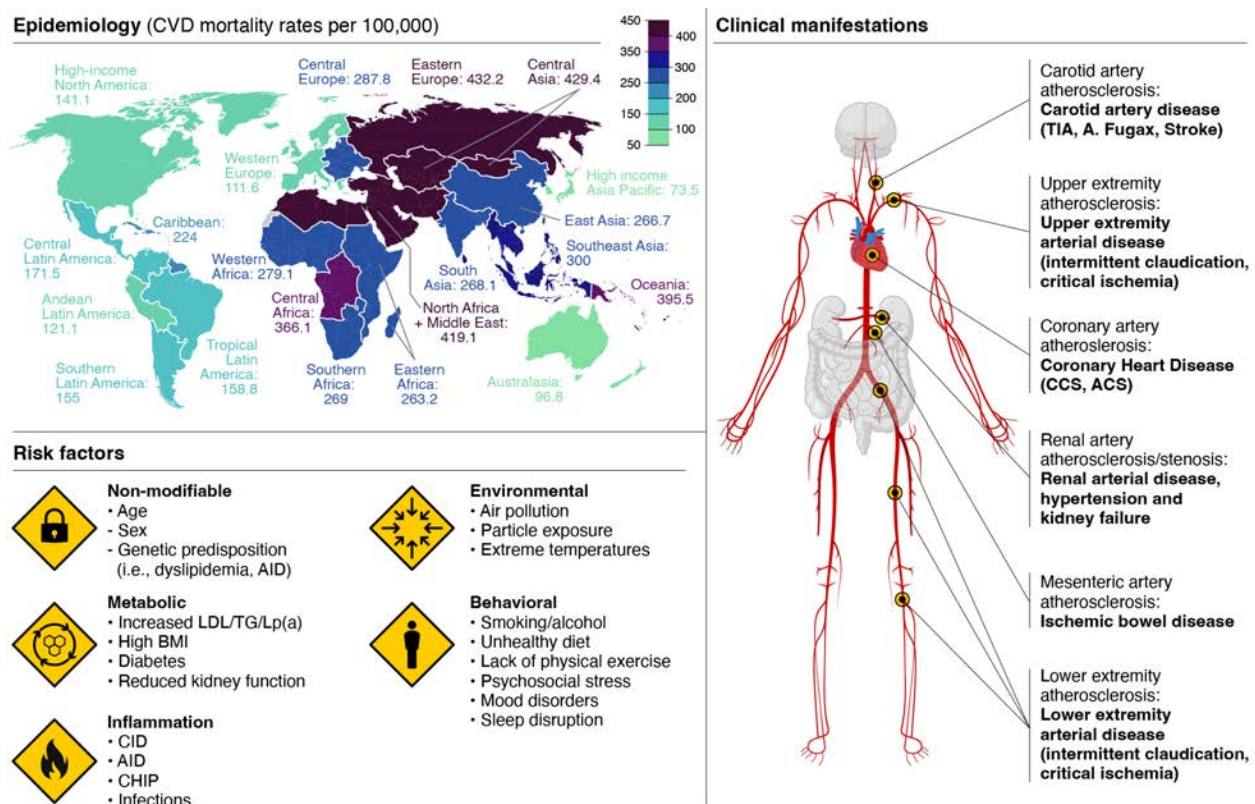 Epidemiology (CVD mortality rates per 100,000)
High-income
North America:
141.1
Central
Europe: 287.8
Eastern
Europe: 432.2
Central
Asia: 429.4
450
350
250
150
50
400
300
200
100
Western
Europe:
111.6
High income
Asia Pacific: 73.5
Caribbean:
224
East Asia: 266.7
Central
Latin America:
171.5
Western
Africa: 279.1
South
Asia: 268.1
Southeast Asia:
300
Andean
Latin America:
121.1
Central
Africa:
366.1
North Africa
+ Middle East:
419.1
Oceania:
395.5
Southern
Latin America:
155
Tropical
Latin
America:
158.8
Southern
Africa:
269
Eastern
Africa:
263.2
Australasia:
96.8
Risk factors
Non-modifiable
• Age
- Sex
- Genetic predisposition
(i.e., dyslipidemia, AID)
Metabolic
• Increased LDL/TG/Lp(a)
• High BMI
• Diabetes
• Reduced kidney function
Inflammation
• CID
• AID
• CHIP
• Infections
Environmental
• Air pollution
• Particle exposure
• Extreme temperatures
Behavioral
• Smoking/alcohol
• Unhealthy diet
• Lack of physical exercise
• Psychosocial stress
• Mood disorders
• Sleep disruption
Clinical manifestations
Carotid artery
atherosclerosis:
Carotid artery disease
(TIA, A. Fugax, Stroke)
Upper extremity
atherosclerosis:
Upper extremity
arterial disease
(intermittent claudication,
critical ischemia)
Coronary artery
atheroslerosis:
Coronary Heart Disease
(CCS, ACS)
Renal artery
atherosclerosis/stenosis:
Renal arterial disease,
hypertension and
kidney failure
Mesenteric artery
atherosclerosis:
Ischemic bowel disease
Lower extremity
atherosclerosis:
Lower extremity
arterial disease
(intermittent claudication,
critical ischemia)